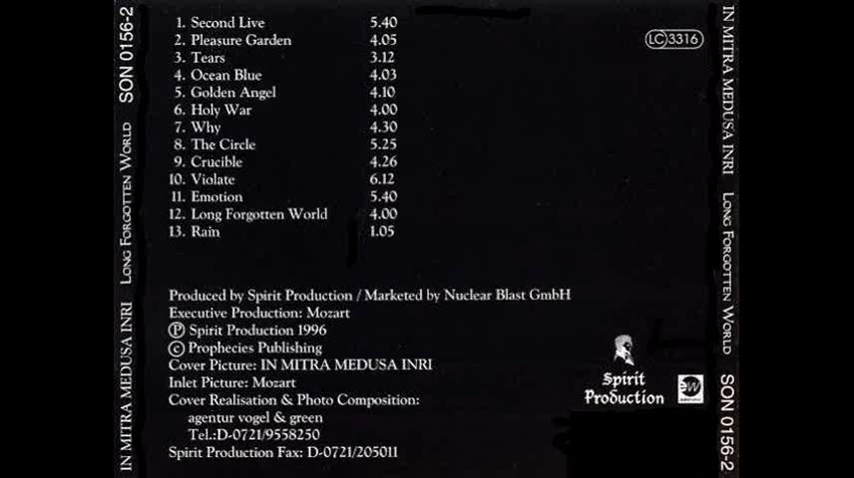 IN MITRA MEDUSA INRI LONG FORGOTTEN WORLD SON 0156-2
1. Second Live 5.40
2. Pleasure Garden 4.05
3. Tears 3.12
4. Ocean Blue 4.03
5. Golden Angel 4.10
6. Holy War 4.00
7. Why 4.30
8. The Circle 5.25
9. Crucible 4.26
10. Violate 6.12
11. Emotion 5.40
12. Long Forgotten World 4.00
13. Rain 1.05
LC 3316
Produced by Spirit Production / Marketed by Nuclear Blast GmbH
Executive Production: Mozart
Ⓟ Spirit Production 1996
© Prophecies Publishing
Cover Picture: IN MITRA MEDUSA INRI
Inlet Picture: Mozart
Cover Realisation & Photo Composition:
agentur vogel & green
Tel.:D-0721/9558250
Spirit Production Fax: D-0721/205011
Spirit
Production
IN MITRA MEDUSA INRI LONG FORGOTTEN WORLD SON 0156-2